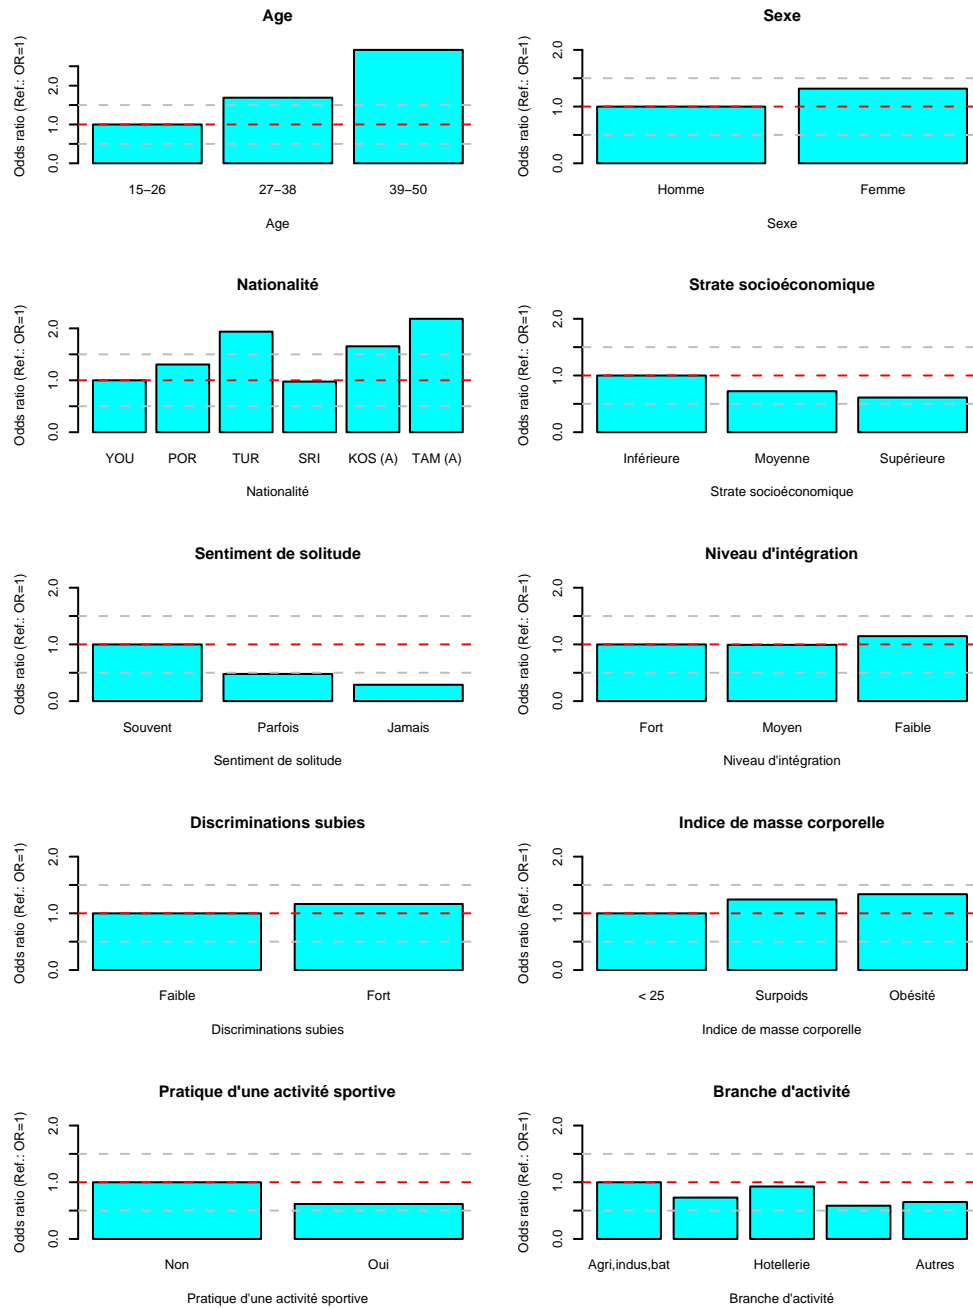 Age
Odds ratio (Ref.: OR=1)
0.0 1.0 2.0
15−26 27−38 39−50
Age
Sexe
Odds ratio (Ref.: OR=1)
0.0 1.0 2.0
Homme Femme
Sexe
Nationalité
Odds ratio (Ref.: OR=1)
0.0 1.0 2.0
YOU POR TUR SRI KOS (A) TAM (A)
Nationalité
Strate socioéconomique
Odds ratio (Ref.: OR=1)
0.0 1.0 2.0
Inférieure Moyenne Supérieure
Strate socioéconomique
Sentiment de solitude
Odds ratio (Ref.: OR=1)
0.0 1.0 2.0
Souvent Parfois Jamais
Sentiment de solitude
Niveau d'intégration
Odds ratio (Ref.: OR=1)
0.0 1.0 2.0
Fort Moyen Faible
Niveau d'intégration
Discriminations subies
Odds ratio (Ref.: OR=1)
0.0 1.0 2.0
Faible Fort
Discriminations subies
Indice de masse corporelle
Odds ratio (Ref.: OR=1)
0.0 1.0 2.0
< 25 Surpoids Obésité
Indice de masse corporelle
Pratique d'une activité sportive
Odds ratio (Ref.: OR=1)
0.0 1.0 2.0
Non Oui
Pratique d'une activité sportive
Branche d'activité
Odds ratio (Ref.: OR=1)
0.0 1.0 2.0
Agri,indus,bat Hotellerie Autres
Branche d'activité